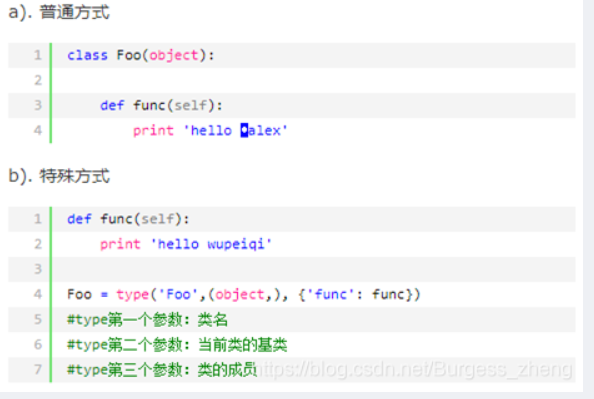 a). 普通方式
1 class Foo(object):
2
3     def func(self):
4         print 'hello alex'
b). 特殊方式
1 def func(self):
2     print 'hello wupeiqi'
3
4 Foo = type('Foo',(object,), {'func': func})
5 #type第一个参数：类名
6 #type第二个参数：当前类的基类
7 #type第三个参数：类的成员
https://blog.csdn.net/Burgess_zheng